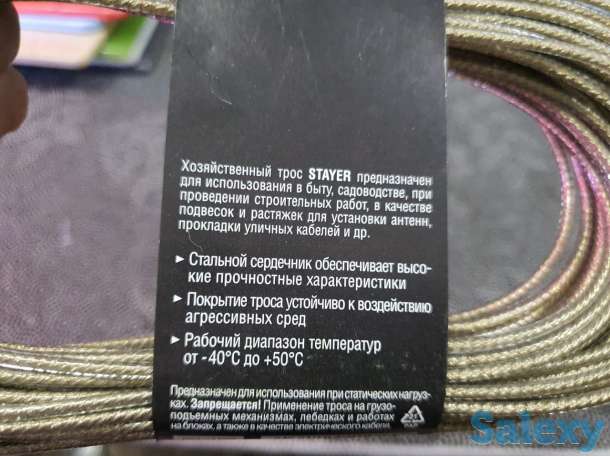 Хозяйственный трос STAYER предназначен
для использования в быту, садоводстве, при
проведении строительных работ, в качестве
подвесок и растяжек для установки антенн,
прокладки уличных кабелей и др.
► Стальной сердечник обеспечивает высо-
кие прочностные характеристики
► Покрытие троса устойчиво к воздействию
агрессивных сред
► Рабочий диапазон температур
от -40°С до +50°С
Предназначен для использования при статических нагруз-
ках. Запрещается! Применение троса на грузо-
подъемных механизмах, лебедках и работах
на блоках, а также в качестве электрического кабеля.
21
PAP
Salexy